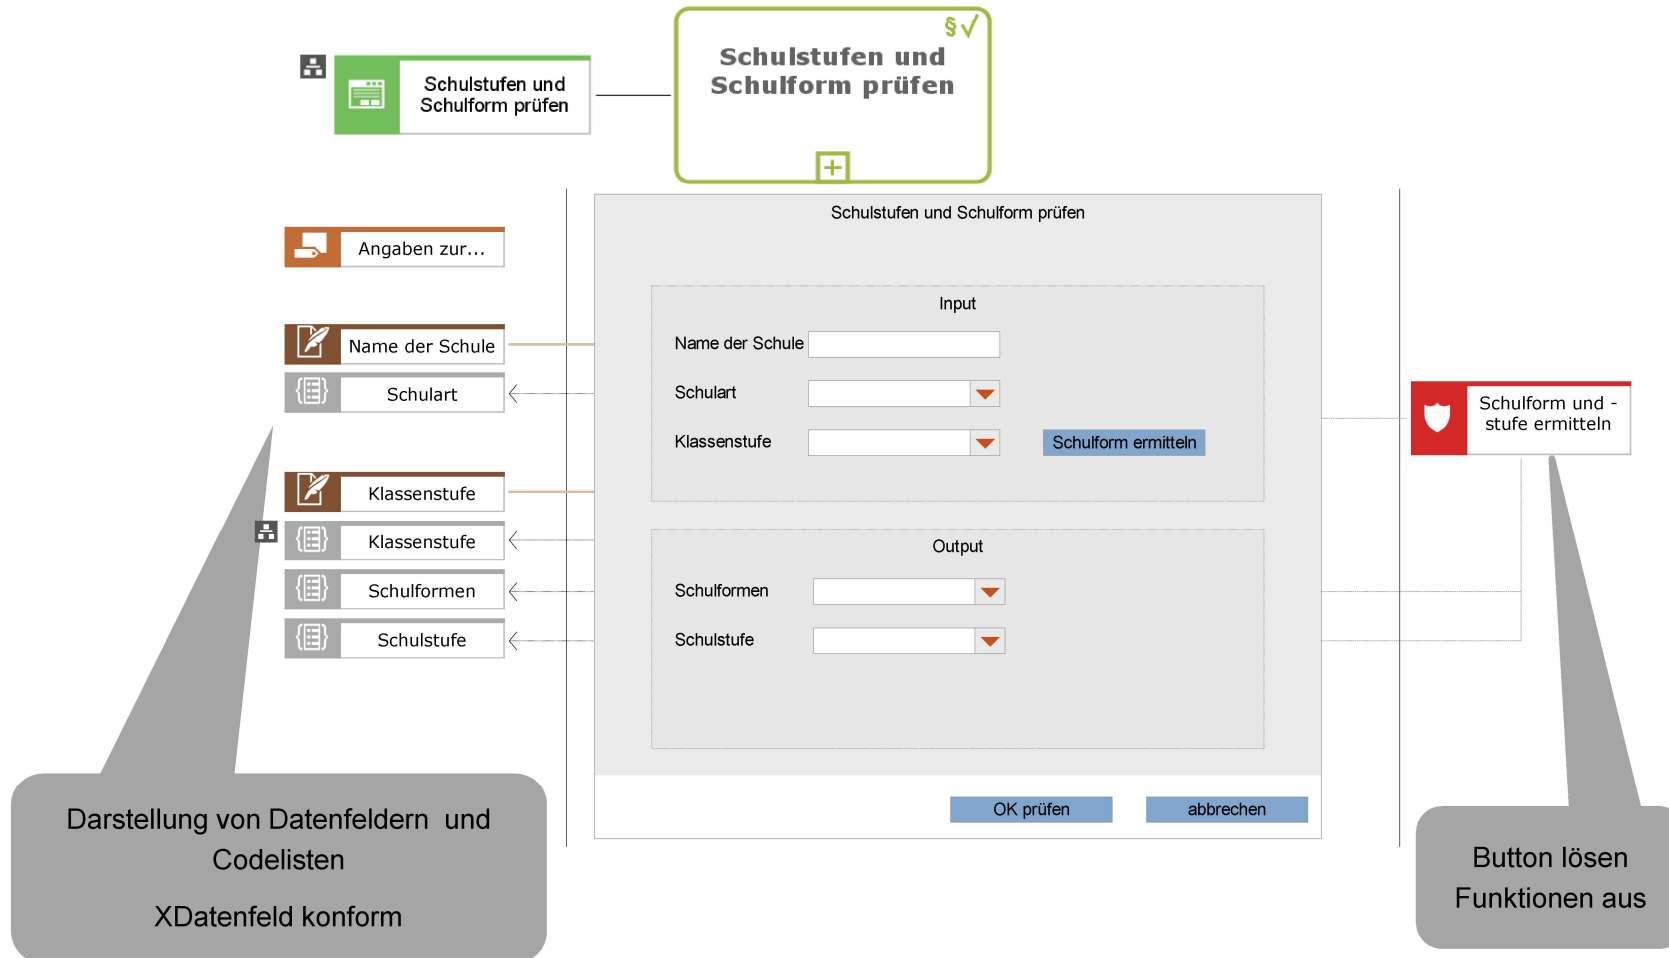 §✓
Schulstufen und
Schulform prüfen
Schulstufen und
Schulform prüfen
Schulstufen und Schulform prüfen
Angaben zur...
Input
Name der Schule
Name der Schule
Schulart
Schulart
Klassenstufe
Schulform ermitteln
Schulform und -
stufe ermitteln
Klassenstufe
Klassenstufe
Output
Schulformen
Schulformen
Schulstufe
Schulstufe
OK prüfen
abbrechen
Darstellung von Datenfeldern und
Codelisten
XDatenfeld konform
Button lösen
Funktionen aus